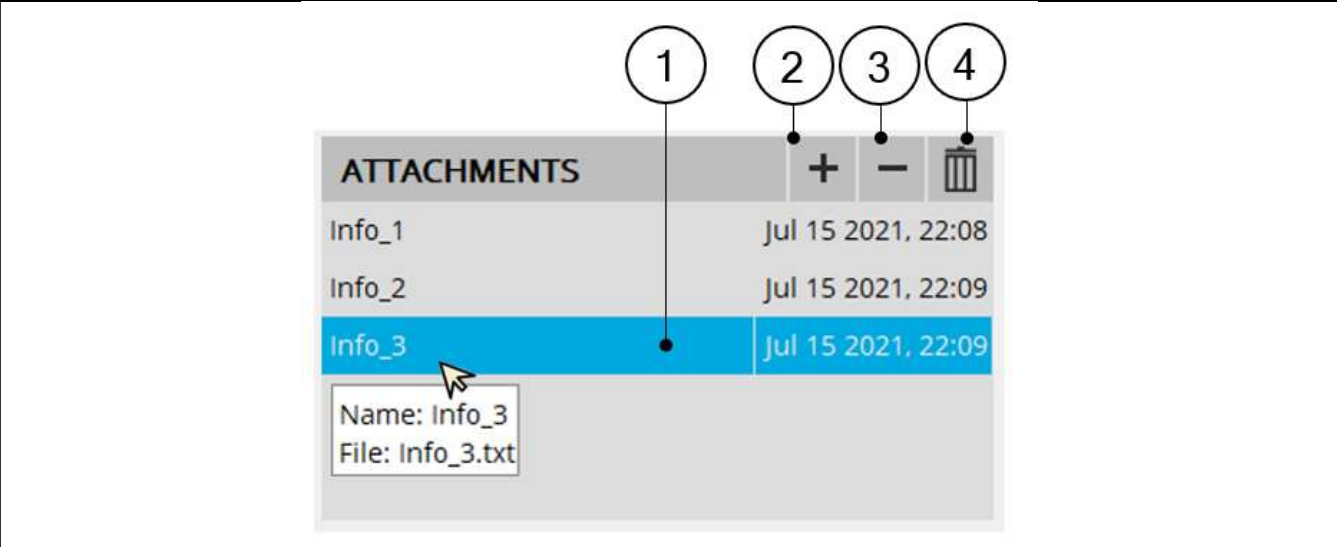 1 2 3 4
ATTACHMENTS + −
Info_1 Jul 15 2021, 22:08
Info_2 Jul 15 2021, 22:09
Info_3 Jul 15 2021, 22:09
Name: Info_3
File: Info_3.txt